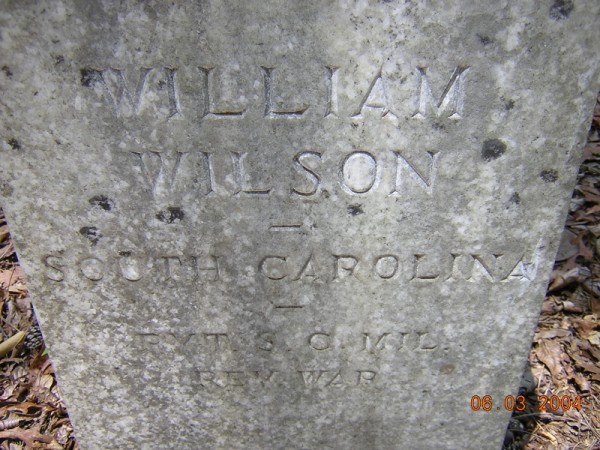 WILLIAM
WILSON
—
SOUTH CAROLINA
—
PVT. S. C. MIL.
REV. WAR
06 03 2004